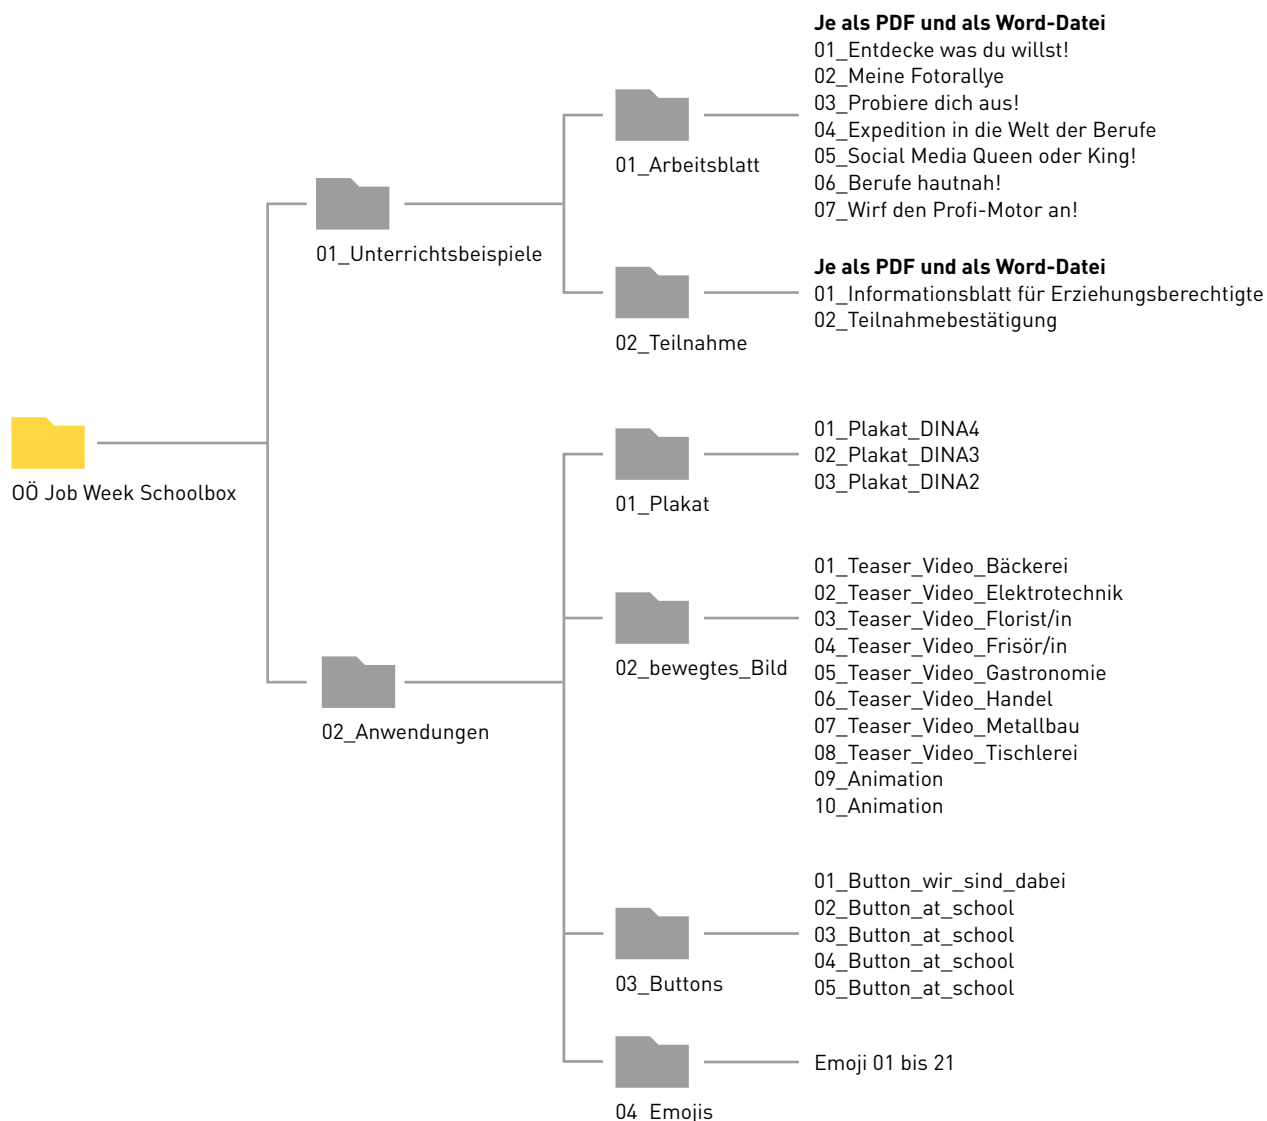 Je als PDF und als Word-Datei
01_Entdecke was du willst!
02_Meine Fotorallye
03_Probiere dich aus!
04_Expedition in die Welt der Berufe
05_Social Media Queen oder King!
06_Berufe hautnah!
07_Wirf den Profi-Motor an!
01_Arbeitsblatt
01_Unterrichtsbeispiele
Je als PDF und als Word-Datei
01_Informationsblatt für Erziehungsberechtigte
02_Teilnahmebestätigung
02_Teilnahme
OÖ Job Week Schoolbox
01_Plakat_DINA4
02_Plakat_DINA3
03_Plakat_DINA2
01_Plakat
01_Teaser_Video_Bäckerei
02_Teaser_Video_Elektrotechnik
03_Teaser_Video_Florist/in
04_Teaser_Video_Frisör/in
05_Teaser_Video_Gastronomie
06_Teaser_Video_Handel
07_Teaser_Video_Metallbau
08_Teaser_Video_Tischlerei
09_Animation
10_Animation
02_bewegtes_Bild
02_Anwendungen
01_Button_wir_sind_dabei
02_Button_at_school
03_Button_at_school
04_Button_at_school
05_Button_at_school
03_Buttons
Emoji 01 bis 21
04_Emojis